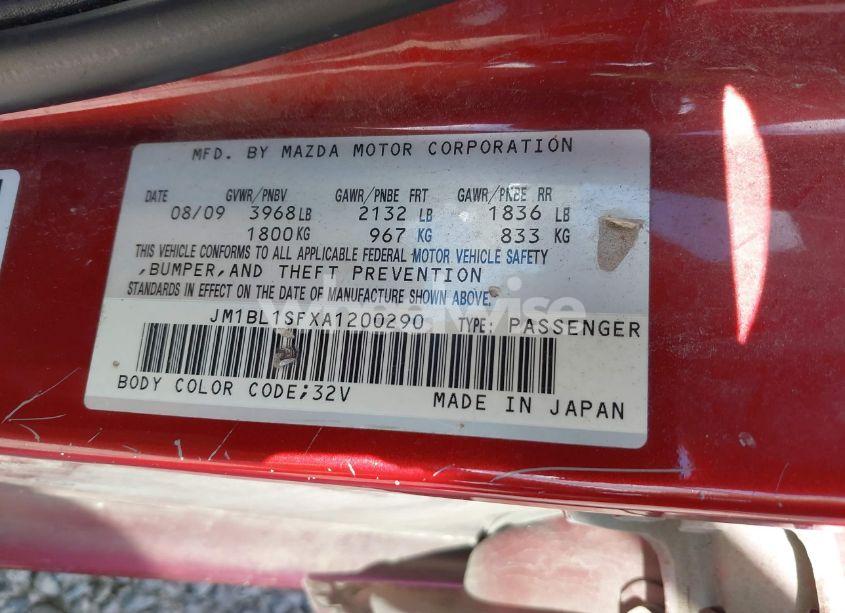 MFD. BY MAZDA MOTOR CORPORATION
DATE GVWR/PNBV GAWR/PNBE FRT GAWR/PNBE RR
08/09 3968 LB 2132 LB 1836 LB
1800 KG 967 KG 833 KG
THIS VEHICLE CONFORMS TO ALL APPLICABLE FEDERAL MOTOR VEHICLE SAFETY
,BUMPER,AND THEFT PREVENTION
STANDARDS IN EFFECT ON THE DATE OF MANUFACTURE SHOWN ABOVE.
JM1BL1SFXA1200290 TYPE: PASSENGER
BODY COLOR CODE;32V MADE IN JAPAN